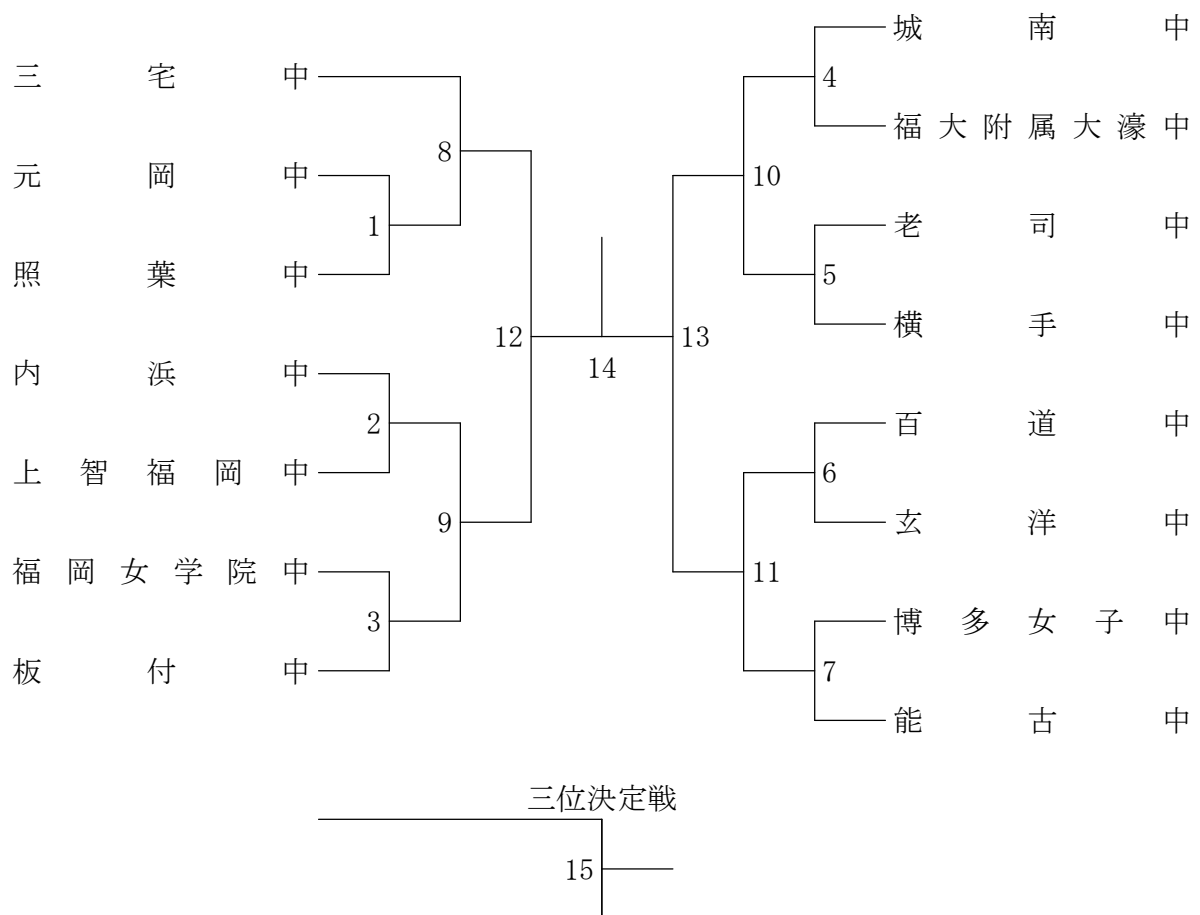 三宅中
元岡中
照葉中
内浜中
上智福岡中
福岡女学院中
板付中
1
2
3
8
9
12
14
13
10
11
4
5
6
7
城南中
福大附属大濠中
老司中
横手中
百道中
玄洋中
博多女子中
能古中
三位決定戦
15